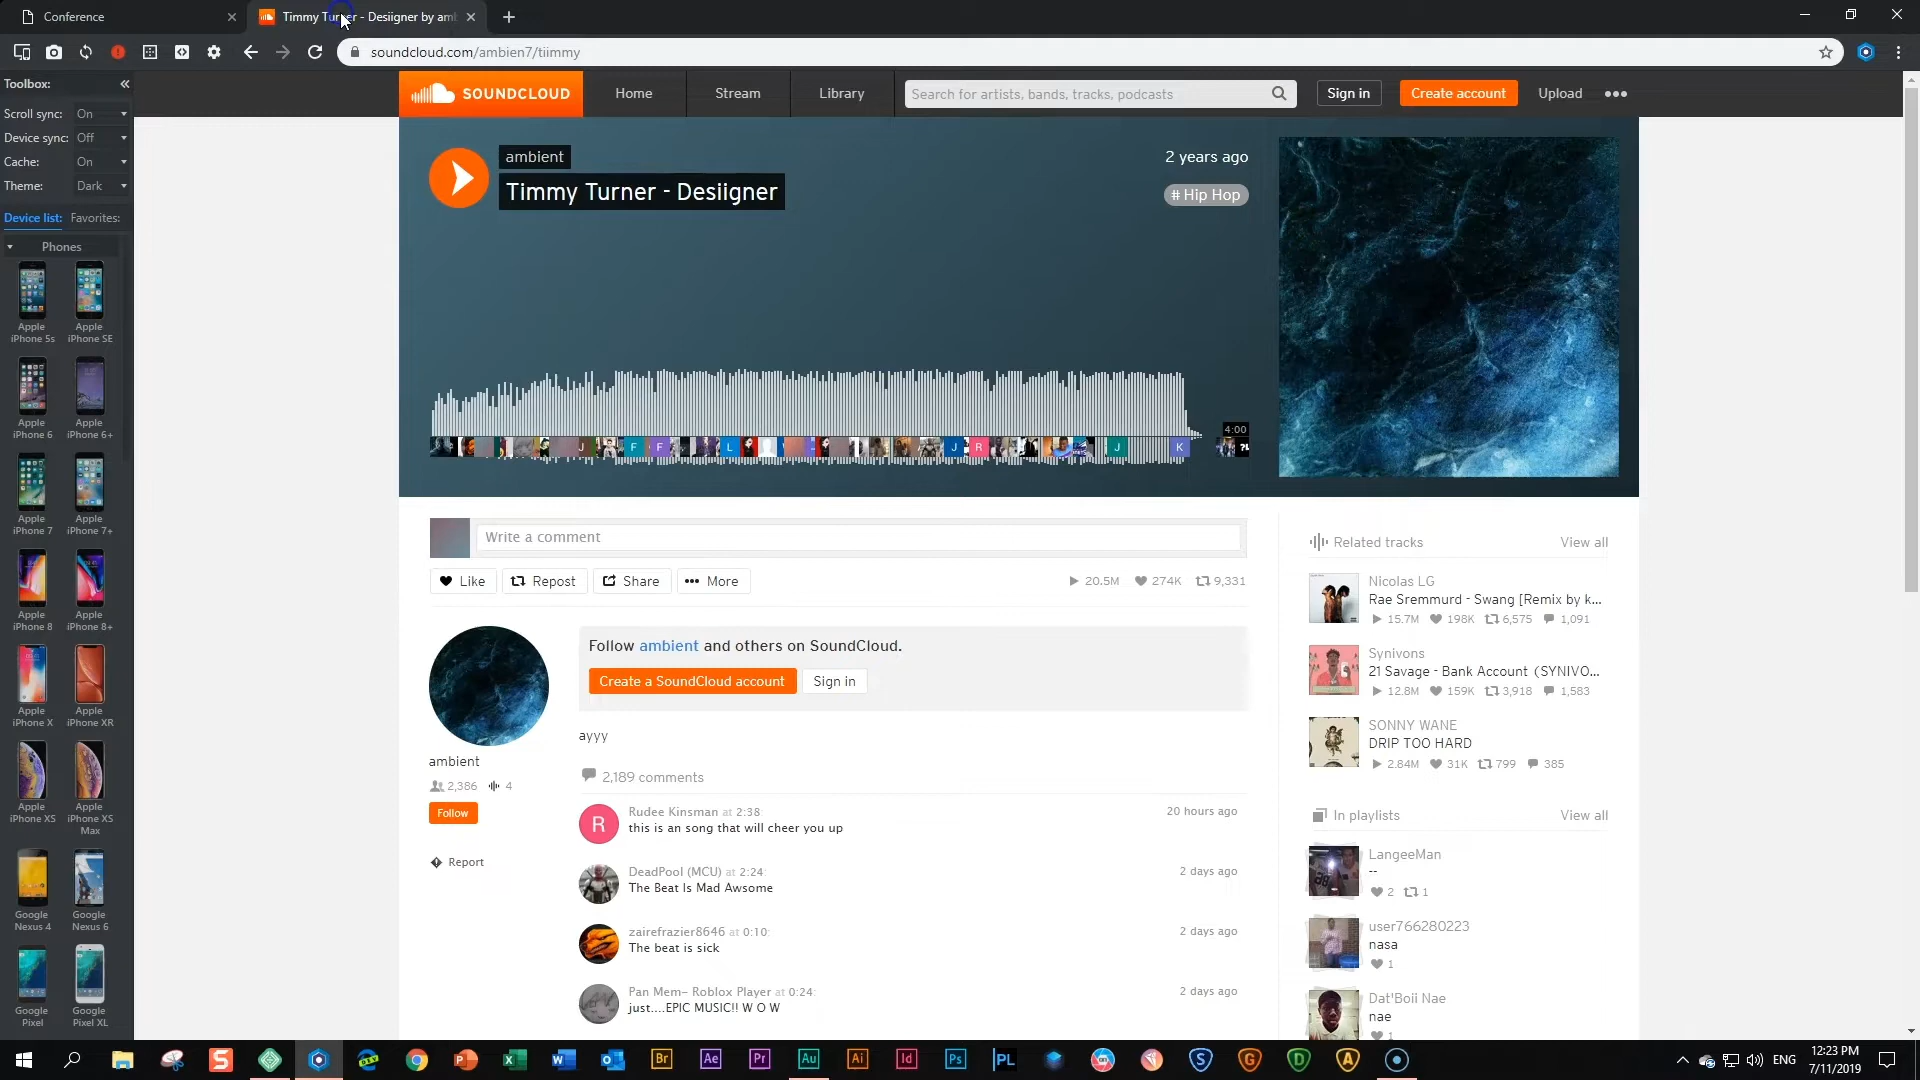 Conference
Timmy Turner - Desiigner by amb
soundcloud.com/ambien7/tiimmy
Toolbox:
Scroll sync: On
Device sync: Off
Cache: On
Theme: Dark
Device list: Favorites:
Phones
Apple iPhone 5s
Apple iPhone SE
Apple iPhone 6
Apple iPhone 6+
Apple iPhone 7
Apple iPhone 7+
Apple iPhone 8
Apple iPhone 8+
Apple iPhone X
Apple iPhone XR
Apple iPhone XS
Apple iPhone XS Max
Google Nexus 4
Google Nexus 6
Google Pixel
Google Pixel XL
SOUNDCLOUD
Home
Stream
Library
Search for artists, bands, tracks, podcasts
Sign in
Create account
Upload
ambient
Timmy Turner - Desiigner
2 years ago
# Hip Hop
4:00
J F F L J R J K
Write a comment
Like
Repost
Share
More
20.5M 274K 9,331
Follow ambient and others on SoundCloud.
Create a SoundCloud account
Sign in
ambient
2,386 4
Follow
Report
ayyy
2,189 comments
R
Rudee Kinsman at 2:38:
this is an song that will cheer you up
20 hours ago
DeadPool (MCU) at 2:24:
The Beat Is Mad Awsome
2 days ago
zairefrazier8646 at 0:10:
The beat is sick
2 days ago
Pan Mem- Roblox Player at 0:24:
just....EPIC MUSIC!! W O W
2 days ago
Related tracks
View all
Nicolas LG
Rae Sremmurd - Swang [Remix by k...
15.7M 198K 6,575 1,091
Synivons
21 Savage - Bank Account (SYNIVO...
12.8M 159K 3,918 1,583
SONNY WANE
DRIP TOO HARD
2.84M 31K 799 385
In playlists
View all
LangeeMan
--
2 1
user766280223
nasa
1
Dat'Boii Nae
nae
1
S Br Ae Pr Au Ai Id Ps PL S G D A
ENG
12:23 PM
7/11/2019